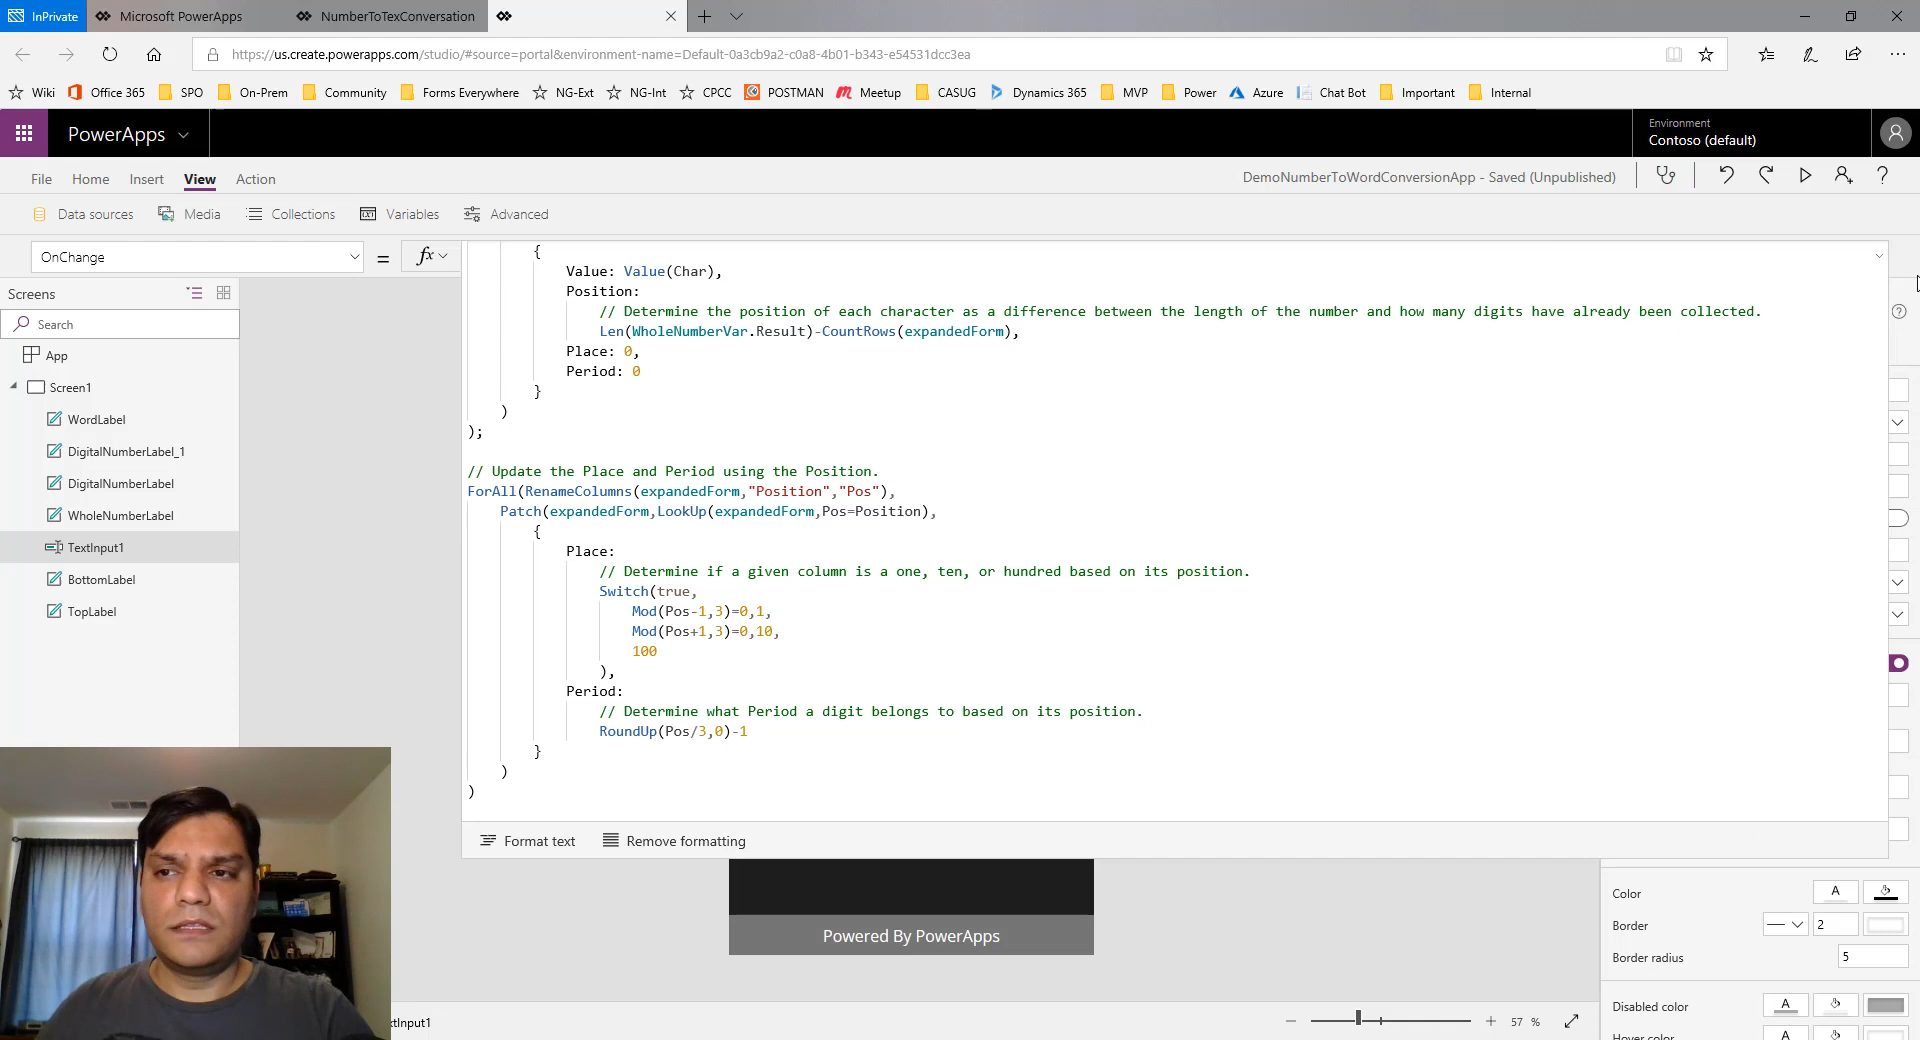 InPrivate
Microsoft PowerApps
NumberToTexConversation
https://us.create.powerapps.com/studio/#source=portal&environment-name=Default-0a3cb9a2-c0a8-4b01-b343-e54531dcc3ea
Wiki Office 365 SPO On-Prem Community Forms Everywhere NG-Ext NG-Int CPCC POSTMAN Meetup CASUG Dynamics 365 MVP Power Azure Chat Bot Important Internal
PowerApps
Environment
Contoso (default)
File Home Insert View Action
DemoNumberToWordConversionApp - Saved (Unpublished)
Data sources Media Collections Variables Advanced
OnChange = fx
{
Value: Value(Char),
Position:
// Determine the position of each character as a difference between the length of the number and how many digits have already been collected.
Len(WholeNumberVar.Result)-CountRows(expandedForm),
Place: 0,
Period: 0
}
)
);
// Update the Place and Period using the Position.
ForAll(RenameColumns(expandedForm,"Position","Pos"),
Patch(expandedForm,LookUp(expandedForm,Pos=Position),
{
Place:
// Determine if a given column is a one, ten, or hundred based on its position.
Switch(true,
Mod(Pos-1,3)=0,1,
Mod(Pos+1,3)=0,10,
100
),
Period:
// Determine what Period a digit belongs to based on its position.
RoundUp(Pos/3,0)-1
}
)
)
Format text Remove formatting
Screens
Search
App
Screen1
WordLabel
DigitalNumberLabel_1
DigitalNumberLabel
WholeNumberLabel
TextInput1
BottomLabel
TopLabel
Powered By PowerApps
Color A
Border 2
Border radius 5
Disabled color A
Hover color A
tInput1
57 %